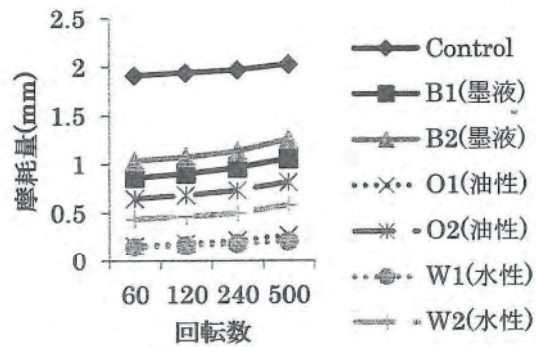 2.5
2
1.5
1
0.5
0
摩耗量(mm)
60 120 240 500
回転数
Control
B1(墨液)
B2(墨液)
O1(油性)
O2(油性)
W1(水性)
W2(水性)